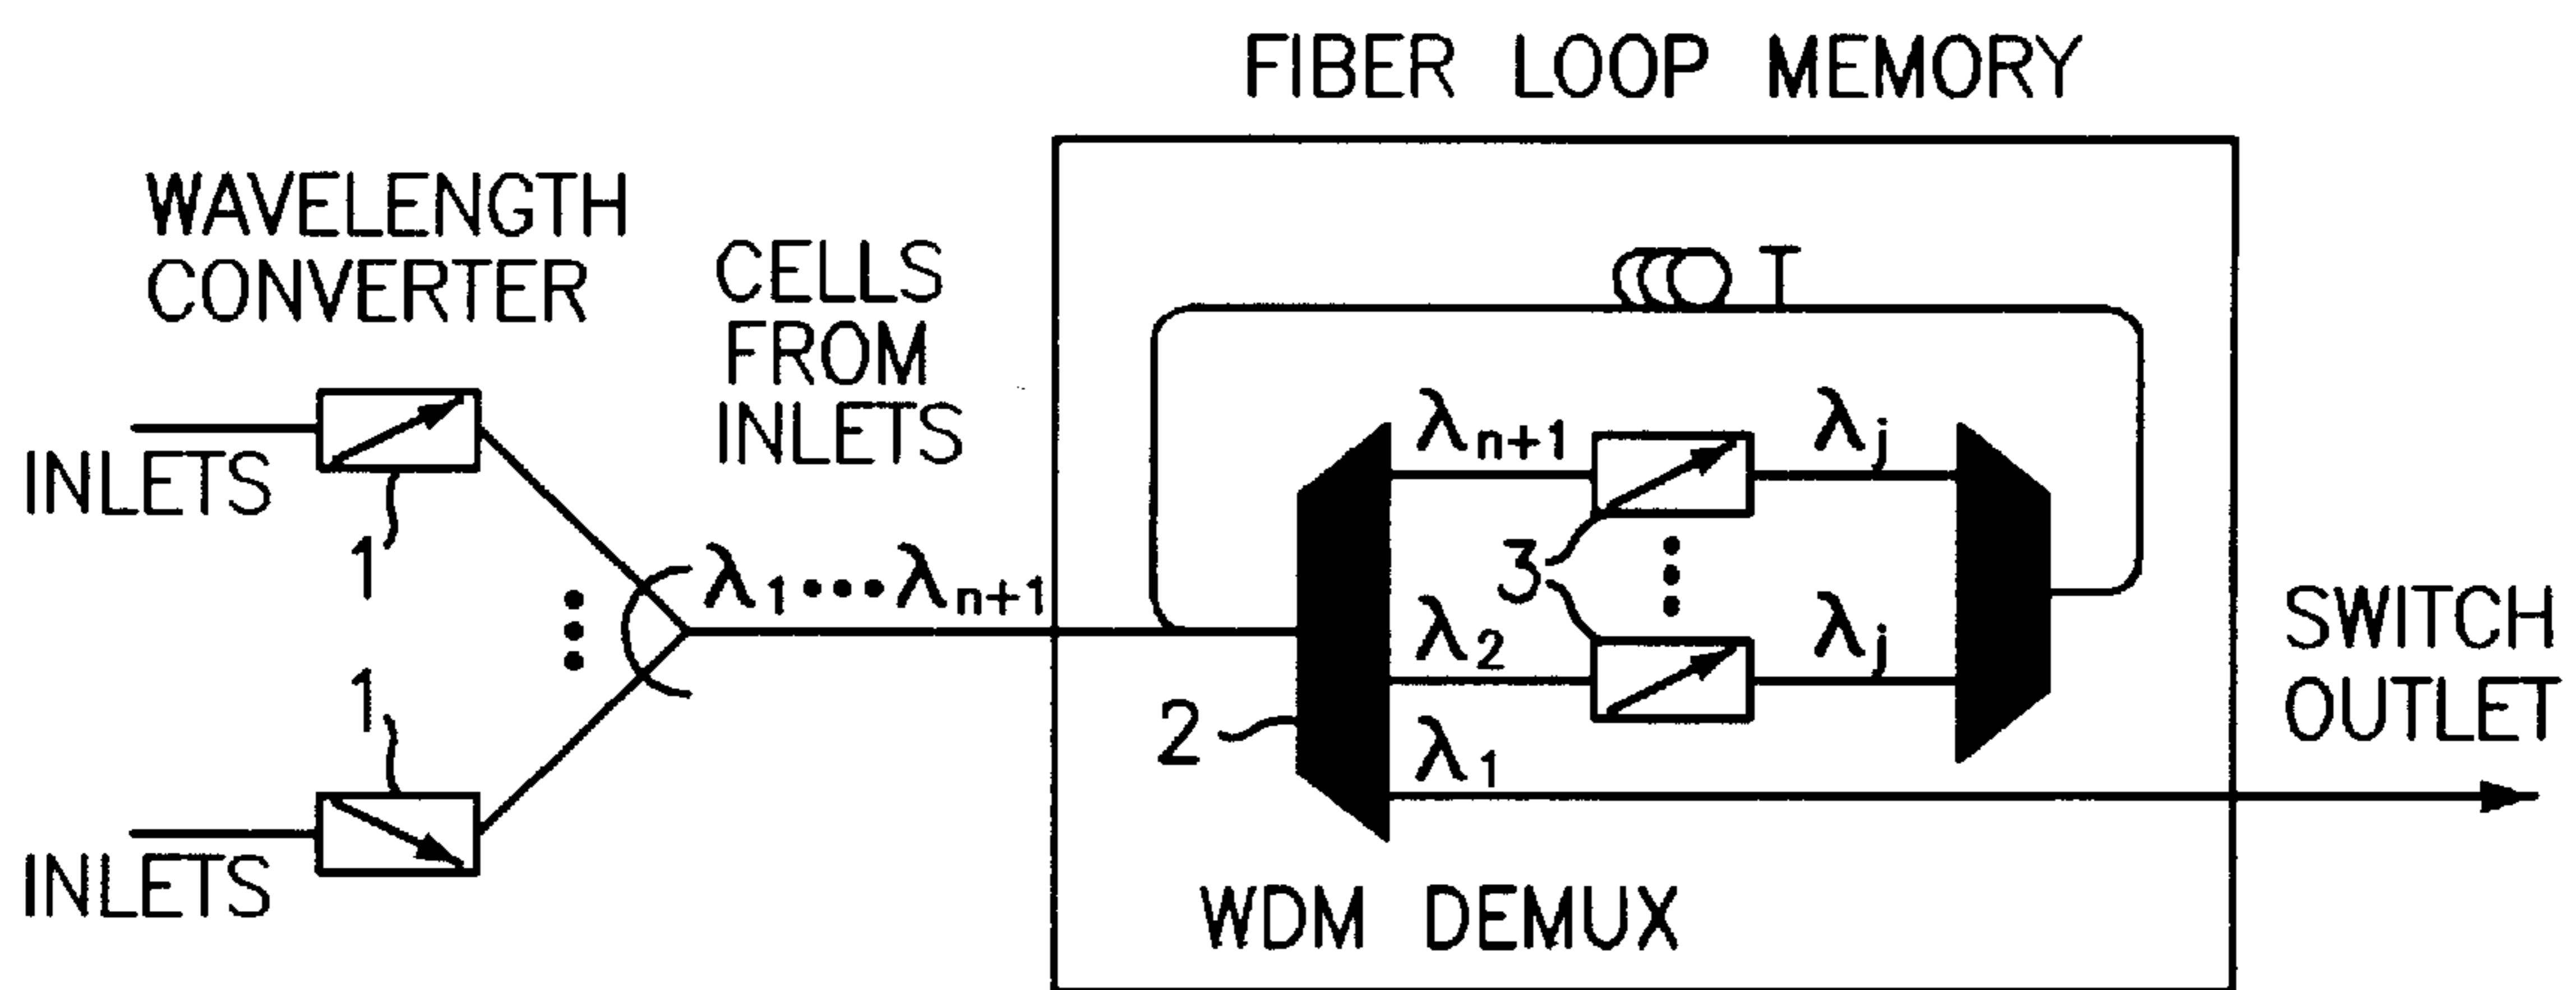 FIBER LOOP MEMORY
WAVELENGTH
CONVERTER
CELLS
FROM
INLETS
T
INLETS
1
λ1•••λn+1
λn+1
λj
3
λ2
λj
2
λ1
1
INLETS
SWITCH
OUTLET
WDM DEMUX